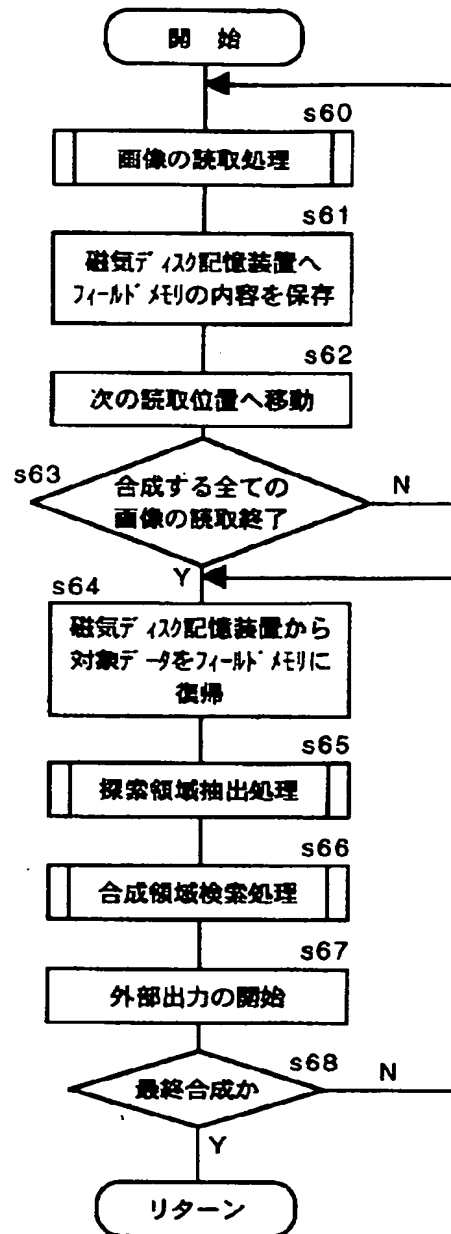 開 始
s60
画像の読取処理
s61
磁気ディスク記憶装置へ
フィールドメモリの内容を保存
s62
次の読取位置へ移動
s63
合成する全ての
画像の読取終了
N
Y
s64
磁気ディスク記憶装置から
対象データをフィールドメモリに
復帰
s65
探索領域抽出処理
s66
合成領域検索処理
s67
外部出力の開始
s68
最終合成か
N
Y
リターン